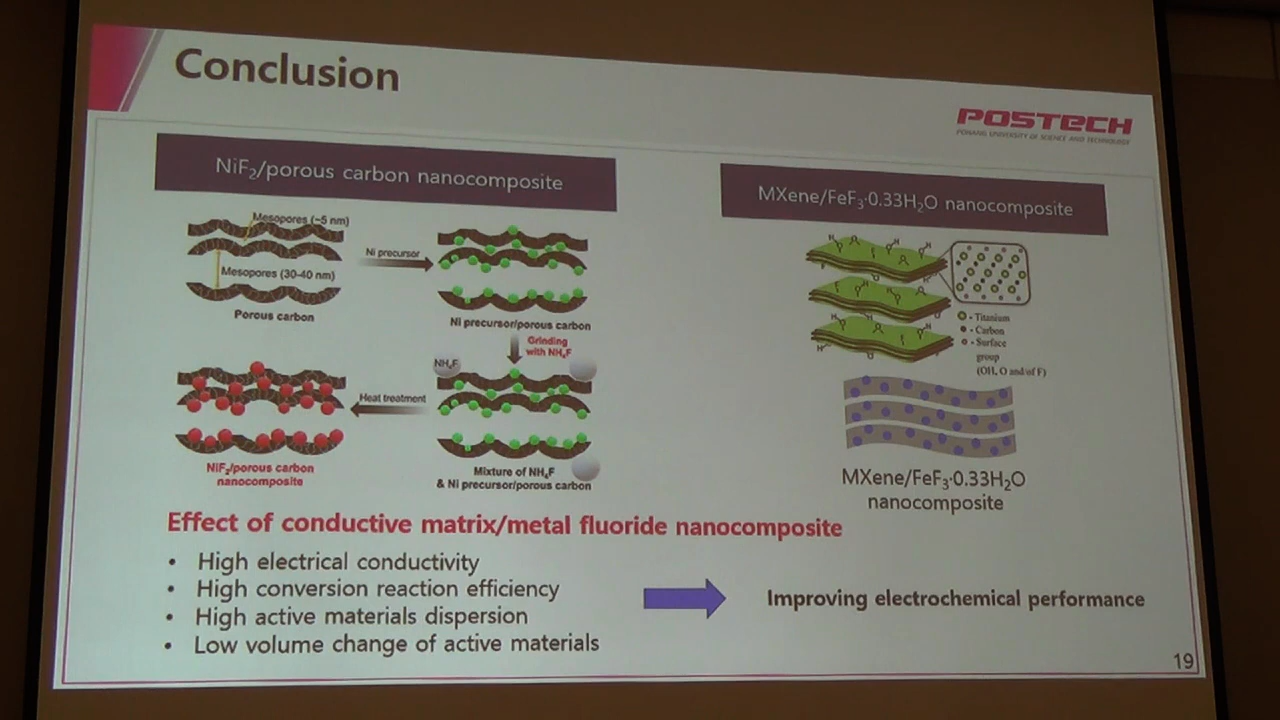 Conclusion
POSTECH
POHANG UNIVERSITY OF SCIENCE AND TECHNOLOGY
NiF₂/porous carbon nanocomposite
Mesopores (~5 nm)
Mesopores (30-40 nm)
Porous carbon
Ni precursor
Ni precursor/porous carbon
Grinding
with NH₄F
NH₄F
Mixture of NH₄F
& Ni precursor/porous carbon
Heat treatment
NiF₂/porous carbon
nanocomposite
MXene/FeF₃·0.33H₂O nanocomposite
- Titanium
- Carbon
- Surface
group
(OH, O and/of F)
MXene/FeF₃·0.33H₂O
nanocomposite
Effect of conductive matrix/metal fluoride nanocomposite
• High electrical conductivity
• High conversion reaction efficiency
• High active materials dispersion
• Low volume change of active materials
Improving electrochemical performance
19